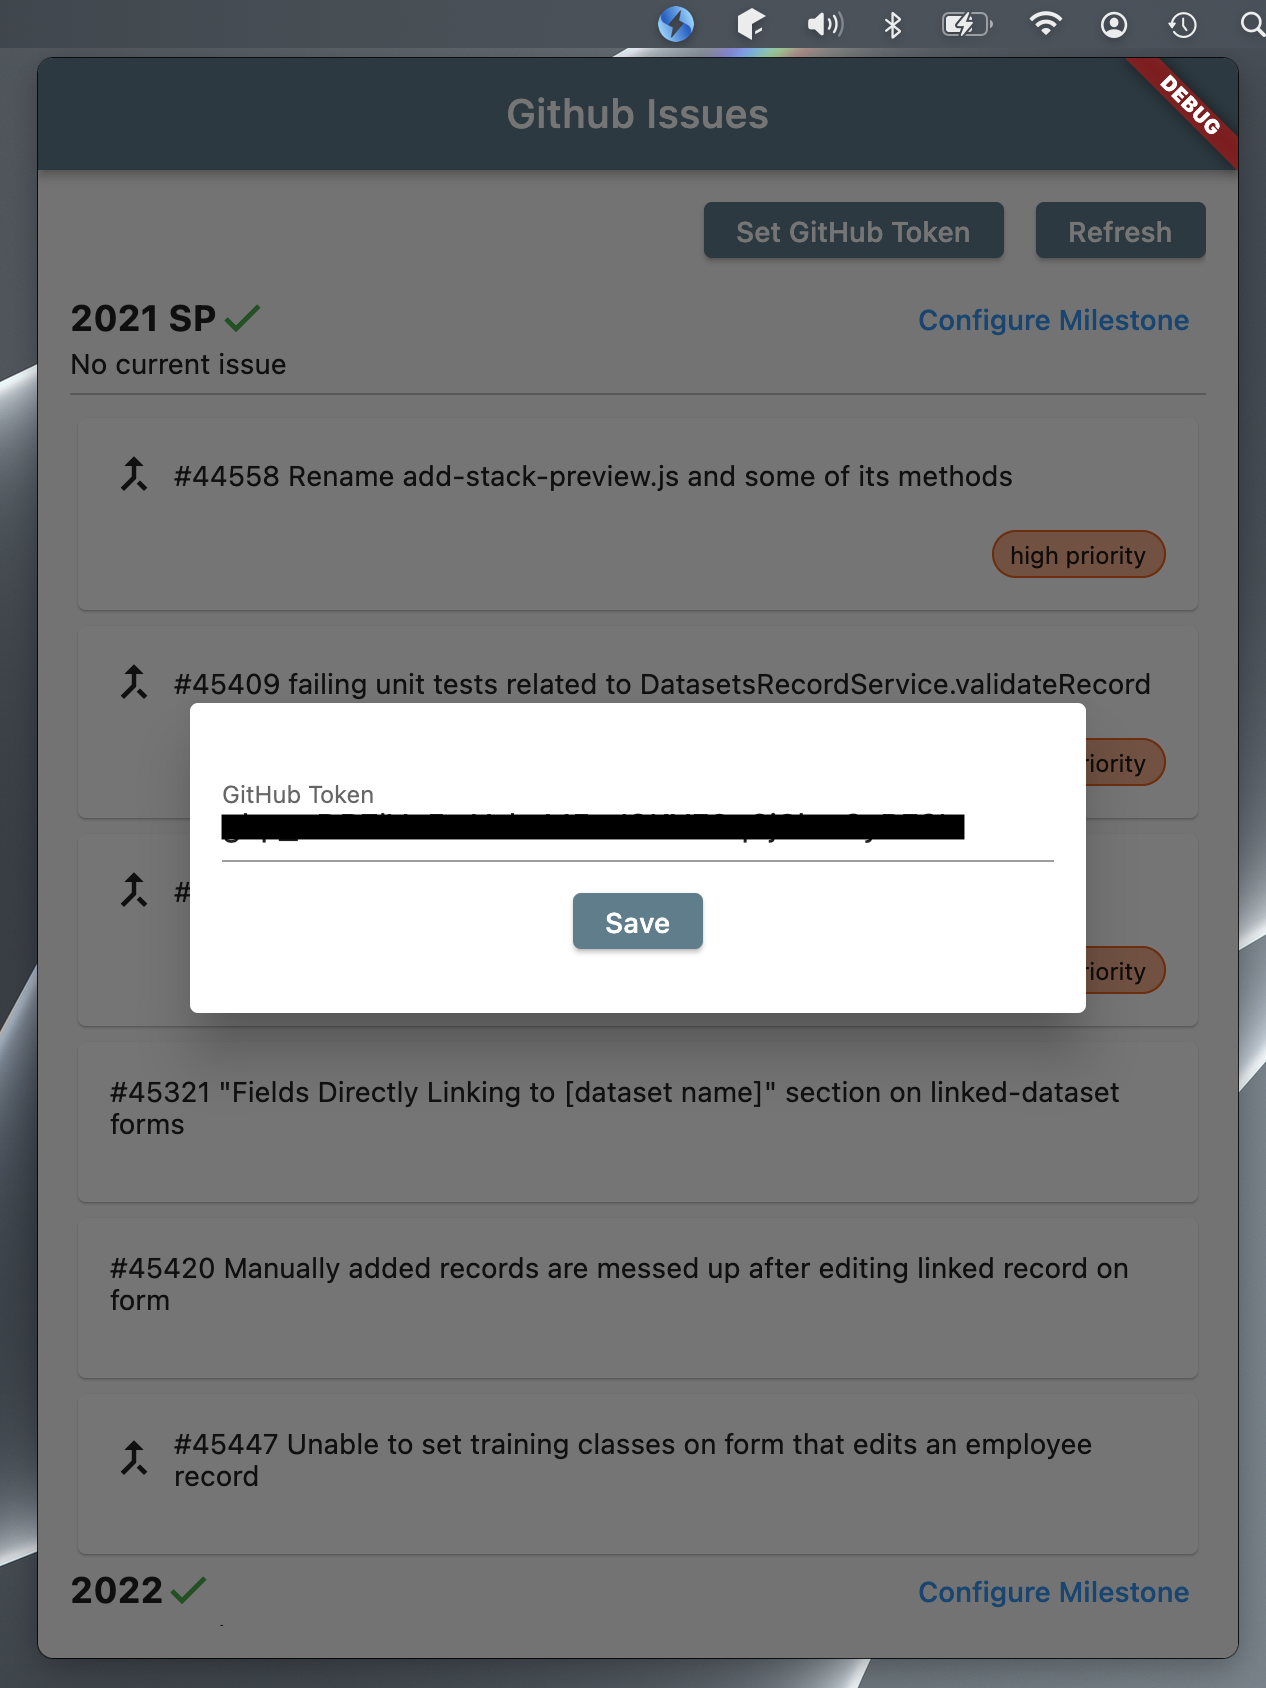 Github Issues
DEBUG
Set GitHub Token
Refresh
2021 SP
Configure Milestone
No current issue
#44558 Rename add-stack-preview.js and some of its methods
high priority
#45409 failing unit tests related to DatasetsRecordService.validateRecord
GitHub Token
Save
#45321 "Fields Directly Linking to [dataset name]" section on linked-dataset
forms
#45420 Manually added records are messed up after editing linked record on
form
#45447 Unable to set training classes on form that edits an employee
record
2022
Configure Milestone